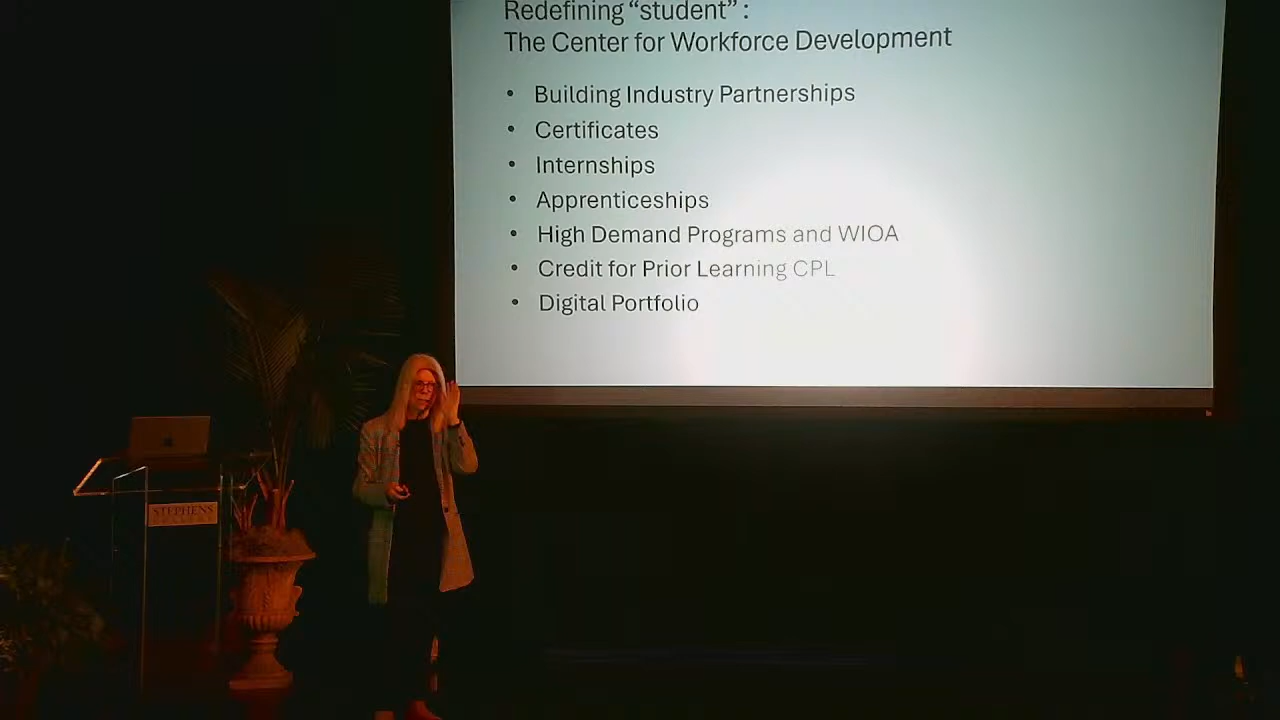 Redefining “student” :
The Center for Workforce Development
• Building Industry Partnerships
• Certificates
• Internships
• Apprenticeships
• High Demand Programs and WIOA
• Credit for Prior Learning CPL
• Digital Portfolio
STEPHENS